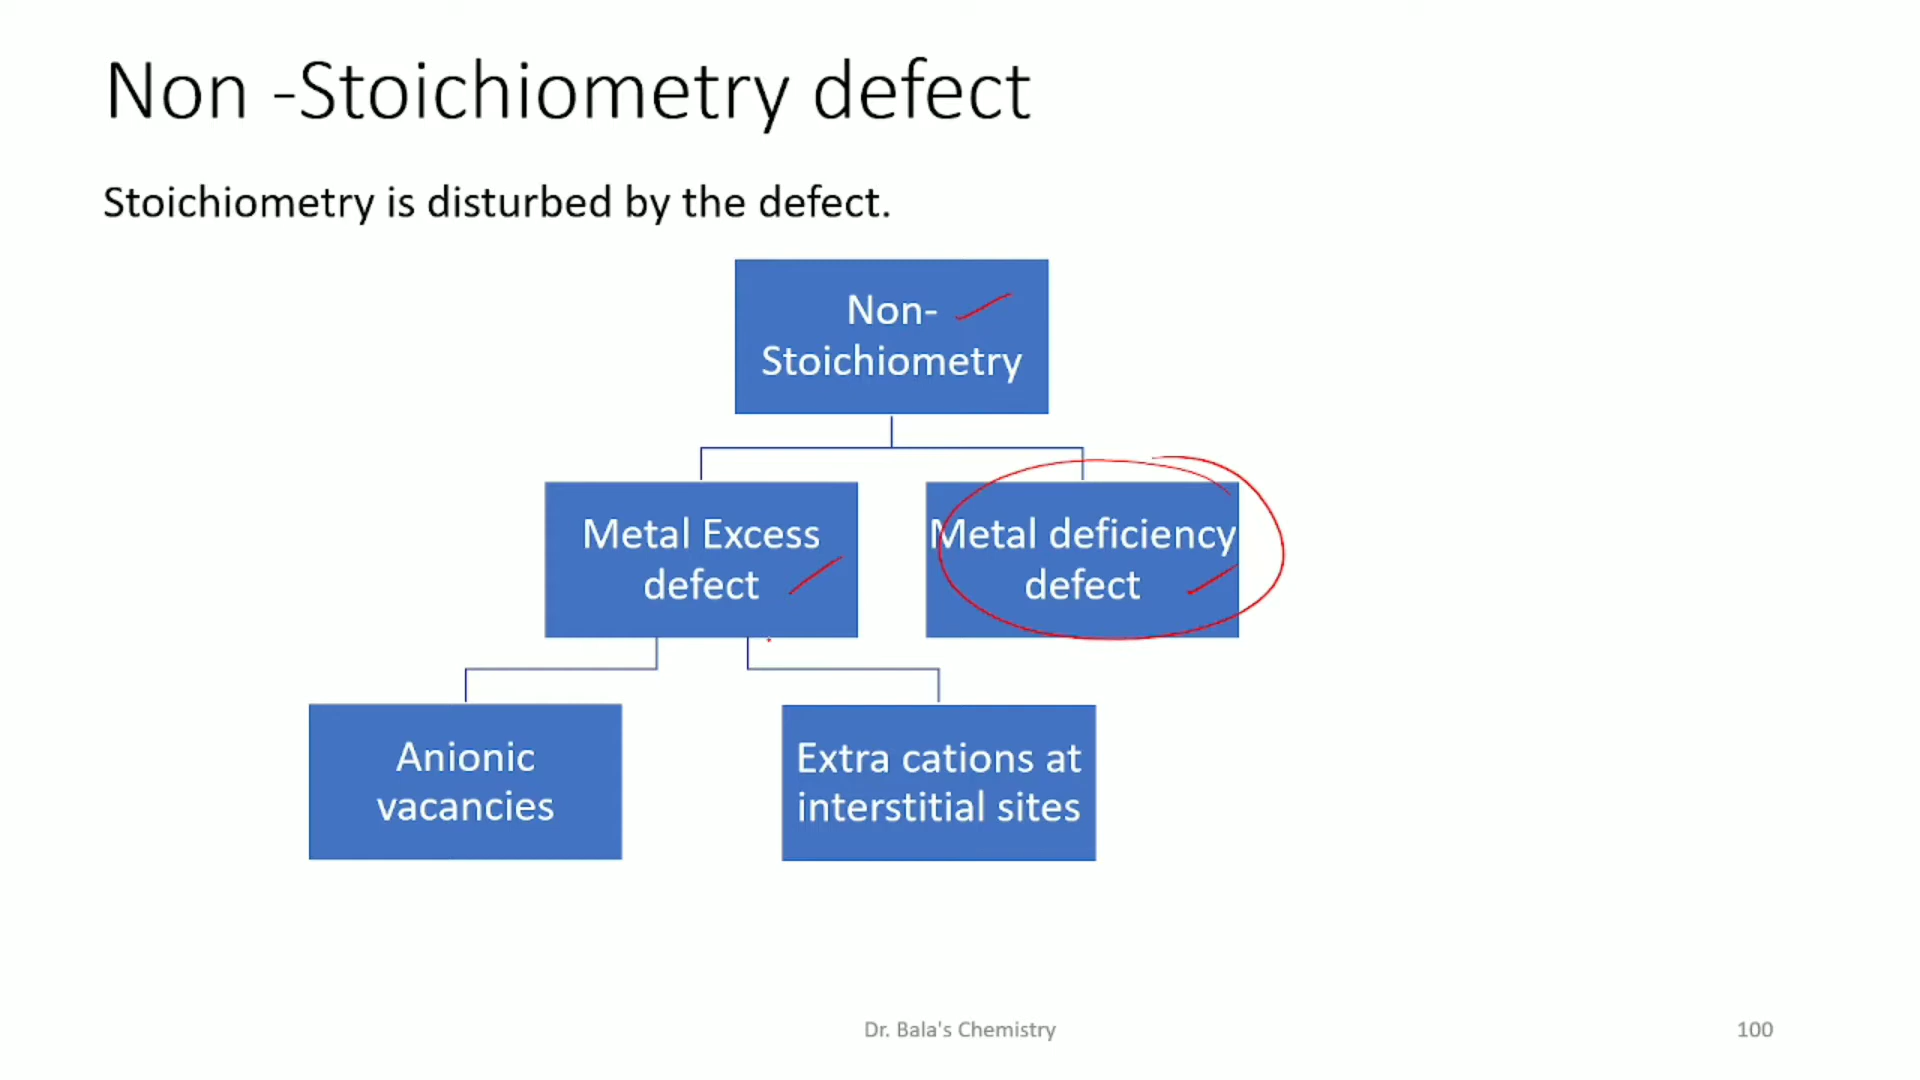 Non -Stoichiometry defect
Stoichiometry is disturbed by the defect.
Non-
Stoichiometry
Metal Excess
defect
Metal deficiency
defect
Anionic
vacancies
Extra cations at
interstitial sites
Dr. Bala's Chemistry
100